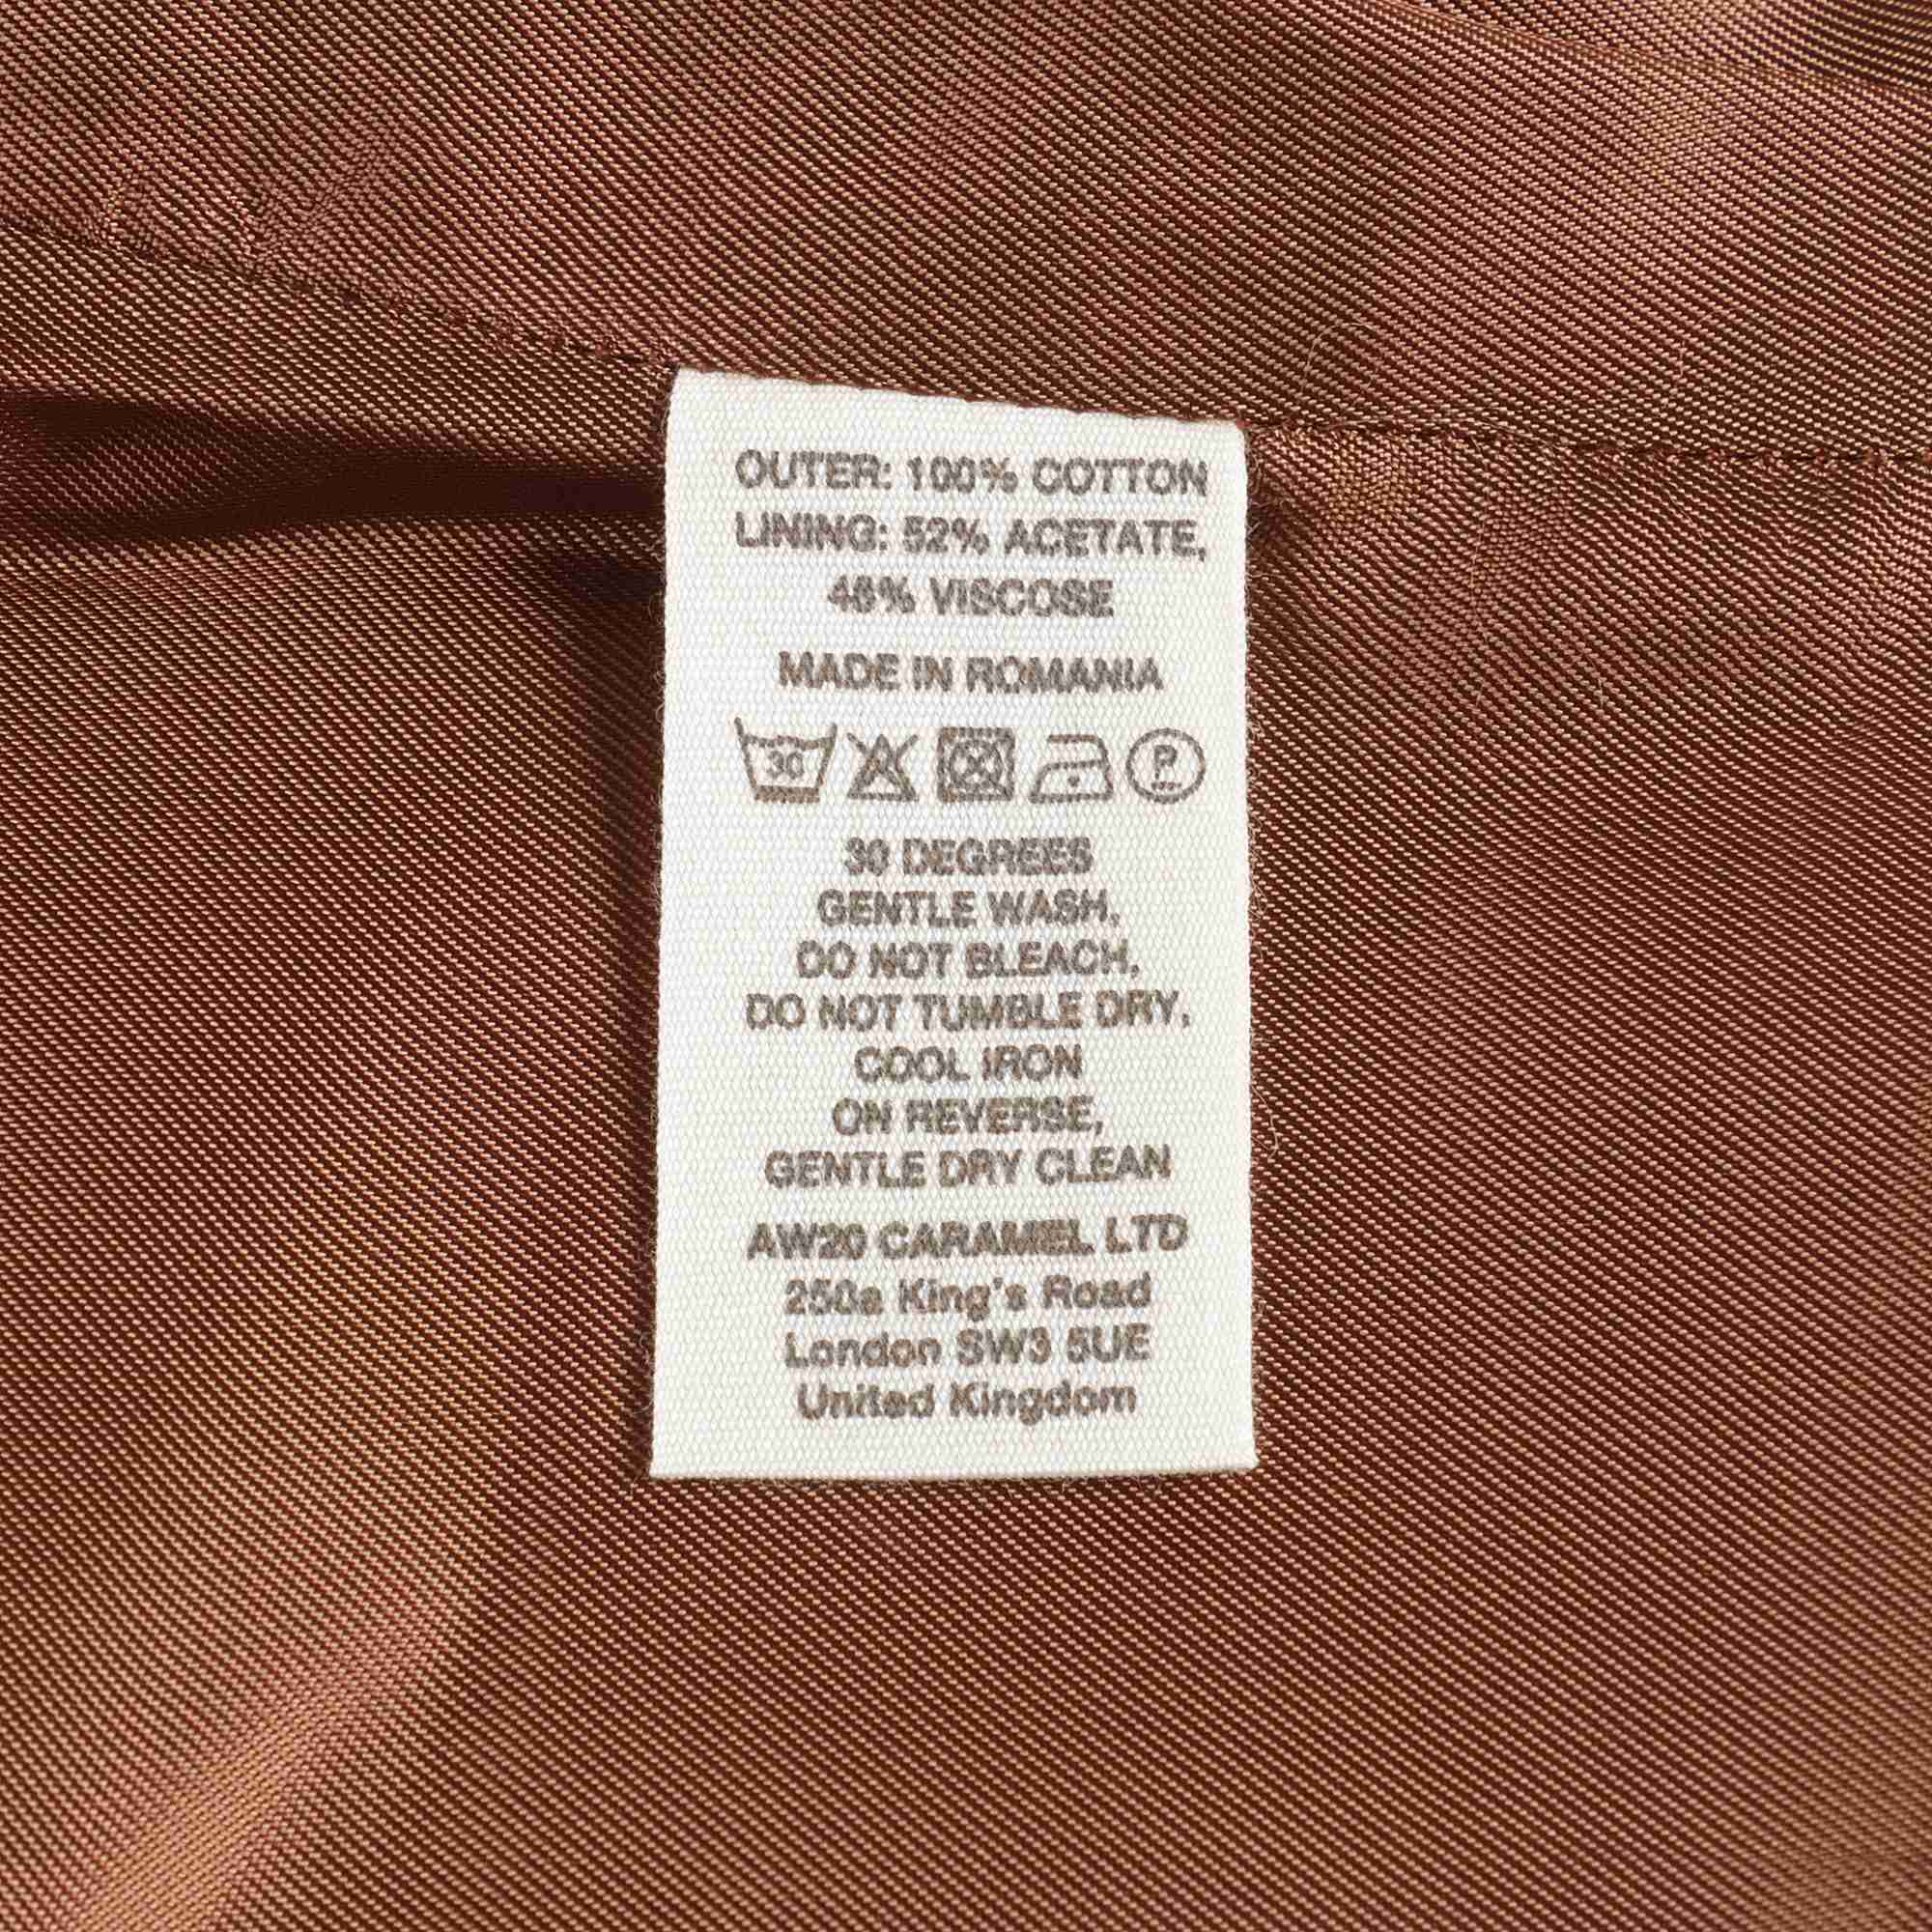 OUTER: 100% COTTON
LINING: 52% ACETATE,
48% VISCOSE
MADE IN ROMANIA
30 P
30 DEGREES
GENTLE WASH,
DO NOT BLEACH,
DO NOT TUMBLE DRY,
COOL IRON
ON REVERSE,
GENTLE DRY CLEAN
AW20 CARAMEL LTD
250a King's Road
London SW3 5UE
United Kingdom